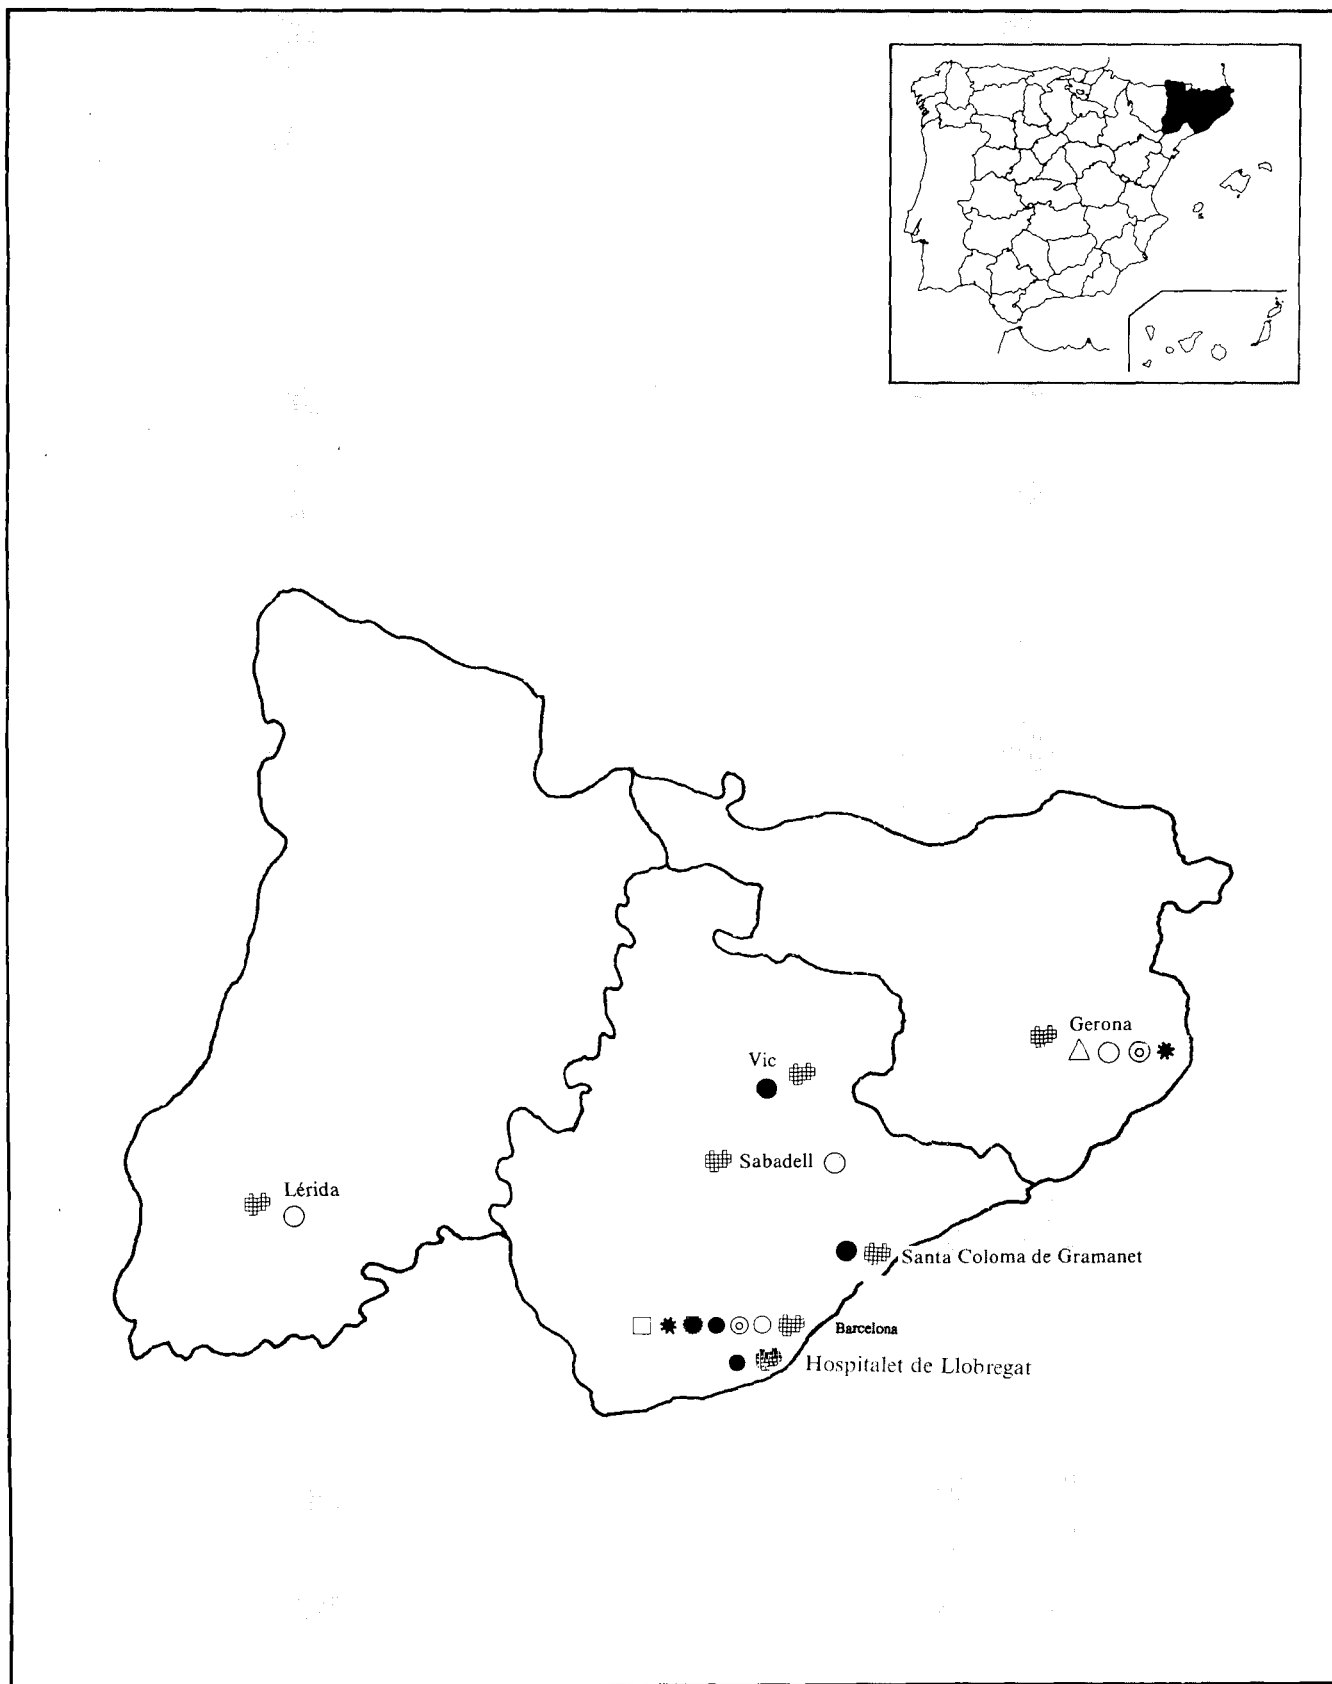 Gerona
Vic
Sabadell
Lérida
Santa Coloma de Gramanet
Barcelona
Hospitalet de Llobregat